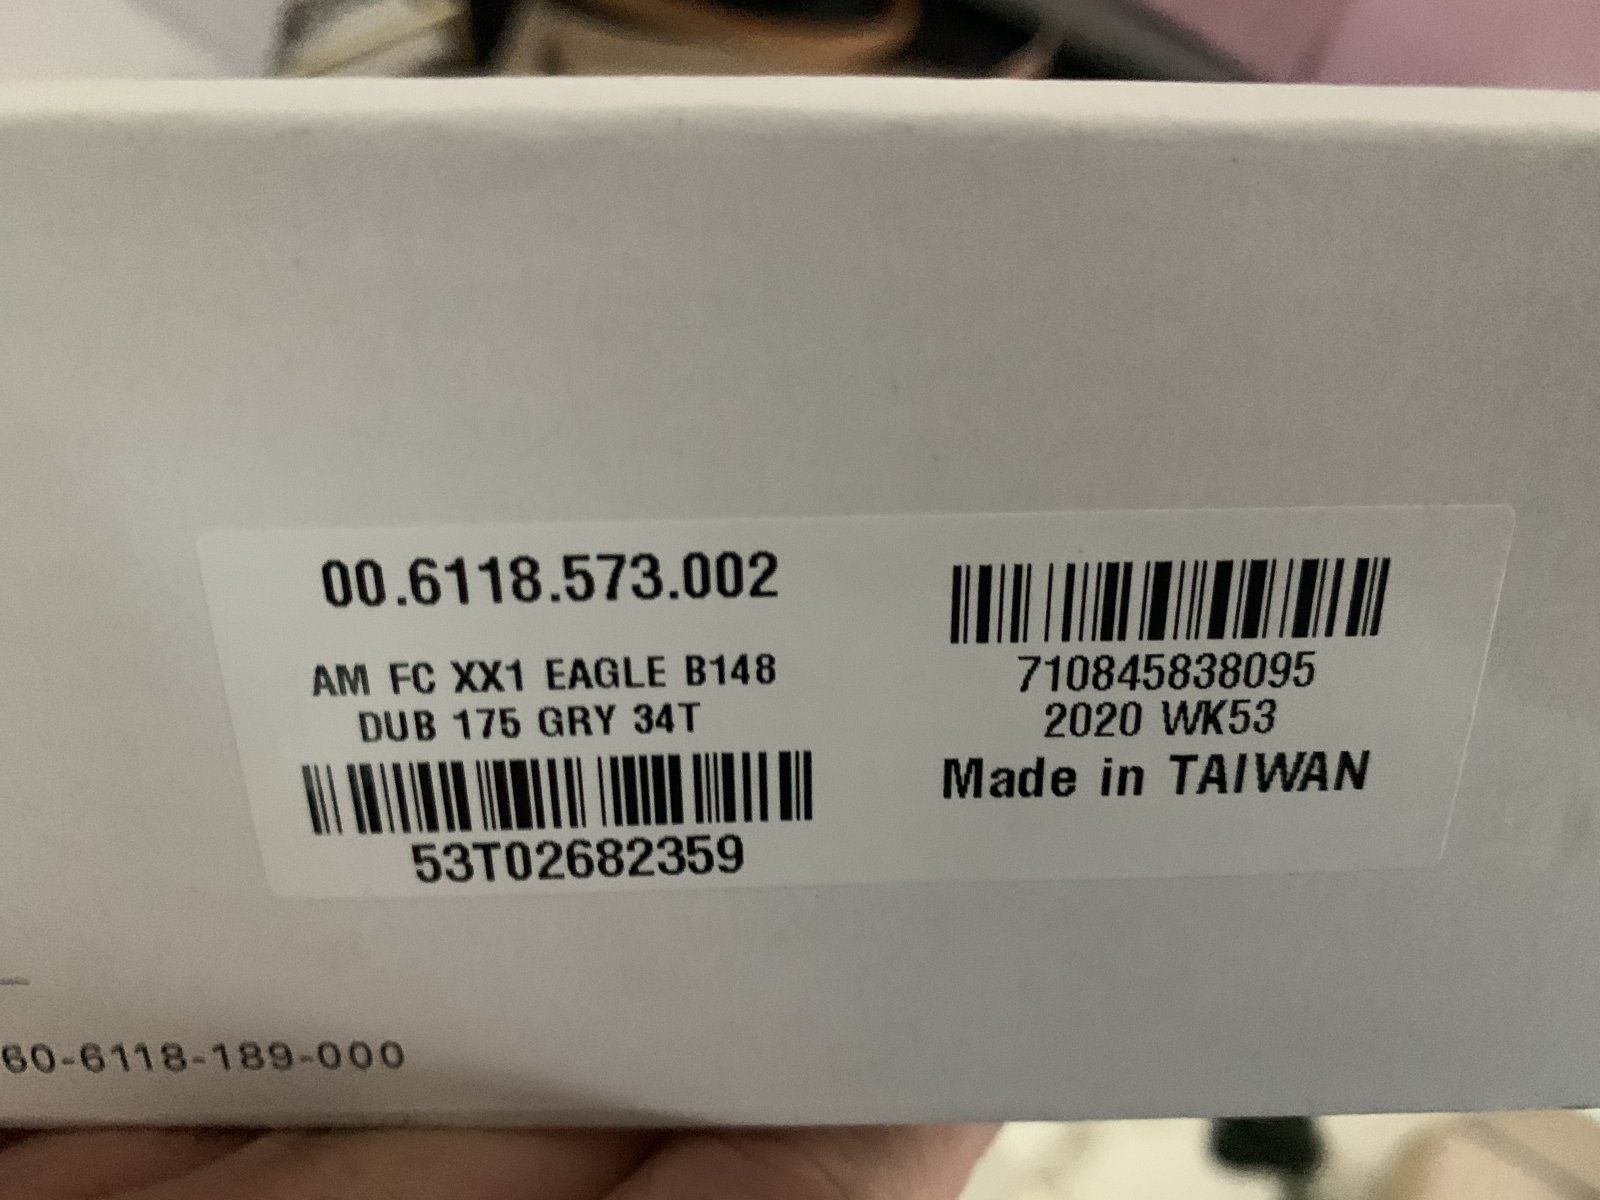 00.6118.573.002
AM FC XX1 EAGLE B148
DUB 175 GRY 34T
53T02682359
710845838095
2020 WK53
Made in TAIWAN
60-6118-189-000